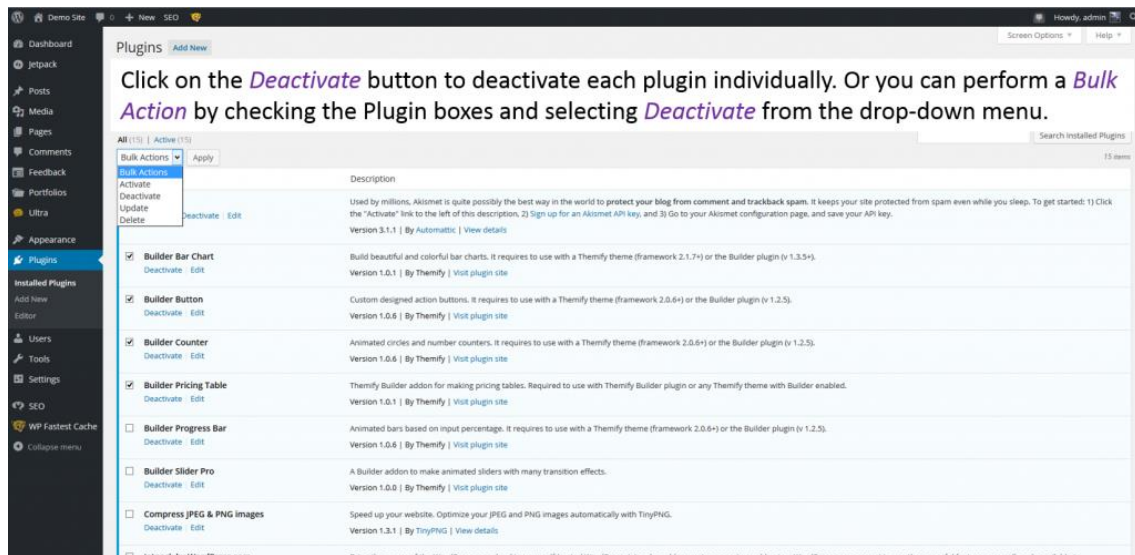 Demo Site 0 + New SEO
Howdy, admin
Screen Options Help
Dashboard
Jetpack
Posts
Media
Pages
Comments
Feedback
Portfolios
Ultra
Appearance
Plugins
Installed Plugins
Add New
Editor
Users
Tools
Settings
SEO
WP Fastest Cache
Collapse menu
Plugins Add New
Click on the Deactivate button to deactivate each plugin individually. Or you can perform a Bulk
Action by checking the Plugin boxes and selecting Deactivate from the drop-down menu.
All (15) | Active (15)
Search Installed Plugins
Bulk Actions Apply
15 items
Bulk Actions
Activate
Deactivate
Update
Delete
Description
Deactivate | Edit
Used by millions, Akismet is quite possibly the best way in the world to protect your blog from comment and trackback spam. It keeps your site protected from spam even while you sleep. To get started: 1) Click
the "Activate" link to the left of this description, 2) Sign up for an Akismet API key, and 3) Go to your Akismet configuration page, and save your API key.
Version 3.1.1 | By Automattic | View details
Builder Bar Chart
Deactivate | Edit
Build beautiful and colorful bar charts. It requires to use with a Themify theme (framework 2.1.7+) or the Builder plugin (v 1.3.5+).
Version 1.0.1 | By Themify | Visit plugin site
Builder Button
Deactivate | Edit
Custom designed action buttons. It requires to use with a Themify theme (framework 2.0.6+) or the Builder plugin (v 1.2.5).
Version 1.0.6 | By Themify | Visit plugin site
Builder Counter
Deactivate | Edit
Animated circles and number counters. It requires to use with a Themify theme (framework 2.0.6+) or the Builder plugin (v 1.2.5).
Version 1.0.6 | By Themify | Visit plugin site
Builder Pricing Table
Deactivate | Edit
Themify Builder addon for making pricing tables. Required to use with Themify Builder plugin or any Themify theme with Builder enabled.
Version 1.0.1 | By Themify | Visit plugin site
Builder Progress Bar
Deactivate | Edit
Animated bars based on input percentage. It requires to use with a Themify theme (framework 2.0.6+) or the Builder plugin (v 1.2.5).
Version 1.0.6 | By Themify | Visit plugin site
Builder Slider Pro
Deactivate | Edit
A Builder addon to make animated sliders with many transition effects.
Version 1.0.0 | By Themify | Visit plugin site
Compress JPEG & PNG images
Deactivate | Edit
Speed up your website. Optimize your JPEG and PNG images automatically with TinyPNG.
Version 1.3.1 | By TinyPNG | View details